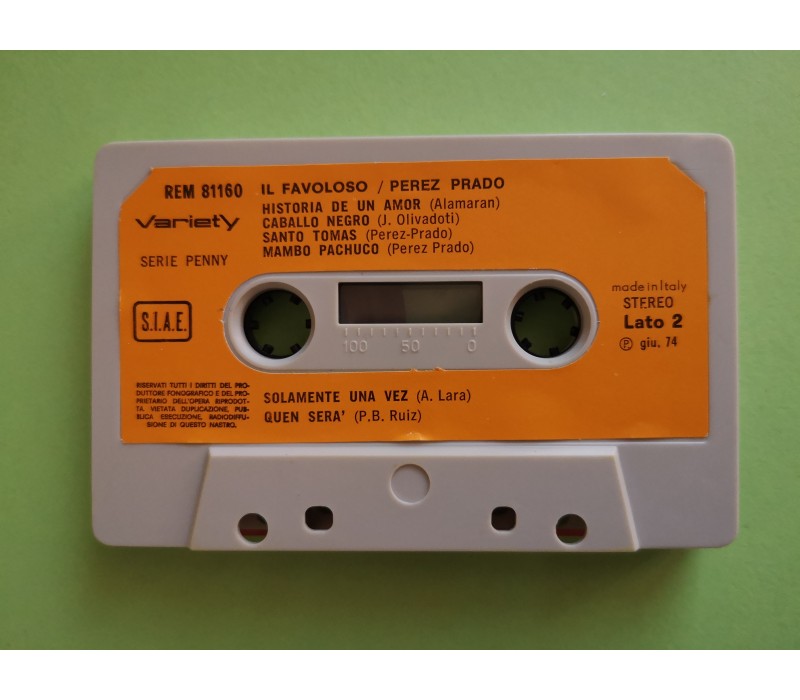 REM 81160
IL FAVOLOSO / PEREZ PRADO
HISTORIA DE UN AMOR (Alamaran)
CABALLO NEGRO (J. Olivadoti)
SANTO TOMAS (Perez-Prado)
MAMBO PACHUCO (Perez Prado)
Variety
SERIE PENNY
S.I.A.E.
100 50 0
made in Italy
STEREO
Lato 2
Ⓟ giu. 74
RISERVATI TUTTI I DIRITTI DEL PRO-
DUTTORE FONOGRAFICO E DEL PRO-
PRIETARIO DELL'OPERA RIPRODOT-
TA. VIETATA DUPLICAZIONE, PUB-
BLICA ESECUZIONE, RADIODIFFU-
SIONE DI QUESTO NASTRO.
SOLAMENTE UNA VEZ (A. Lara)
QUEN SERA' (P.B. Ruiz)